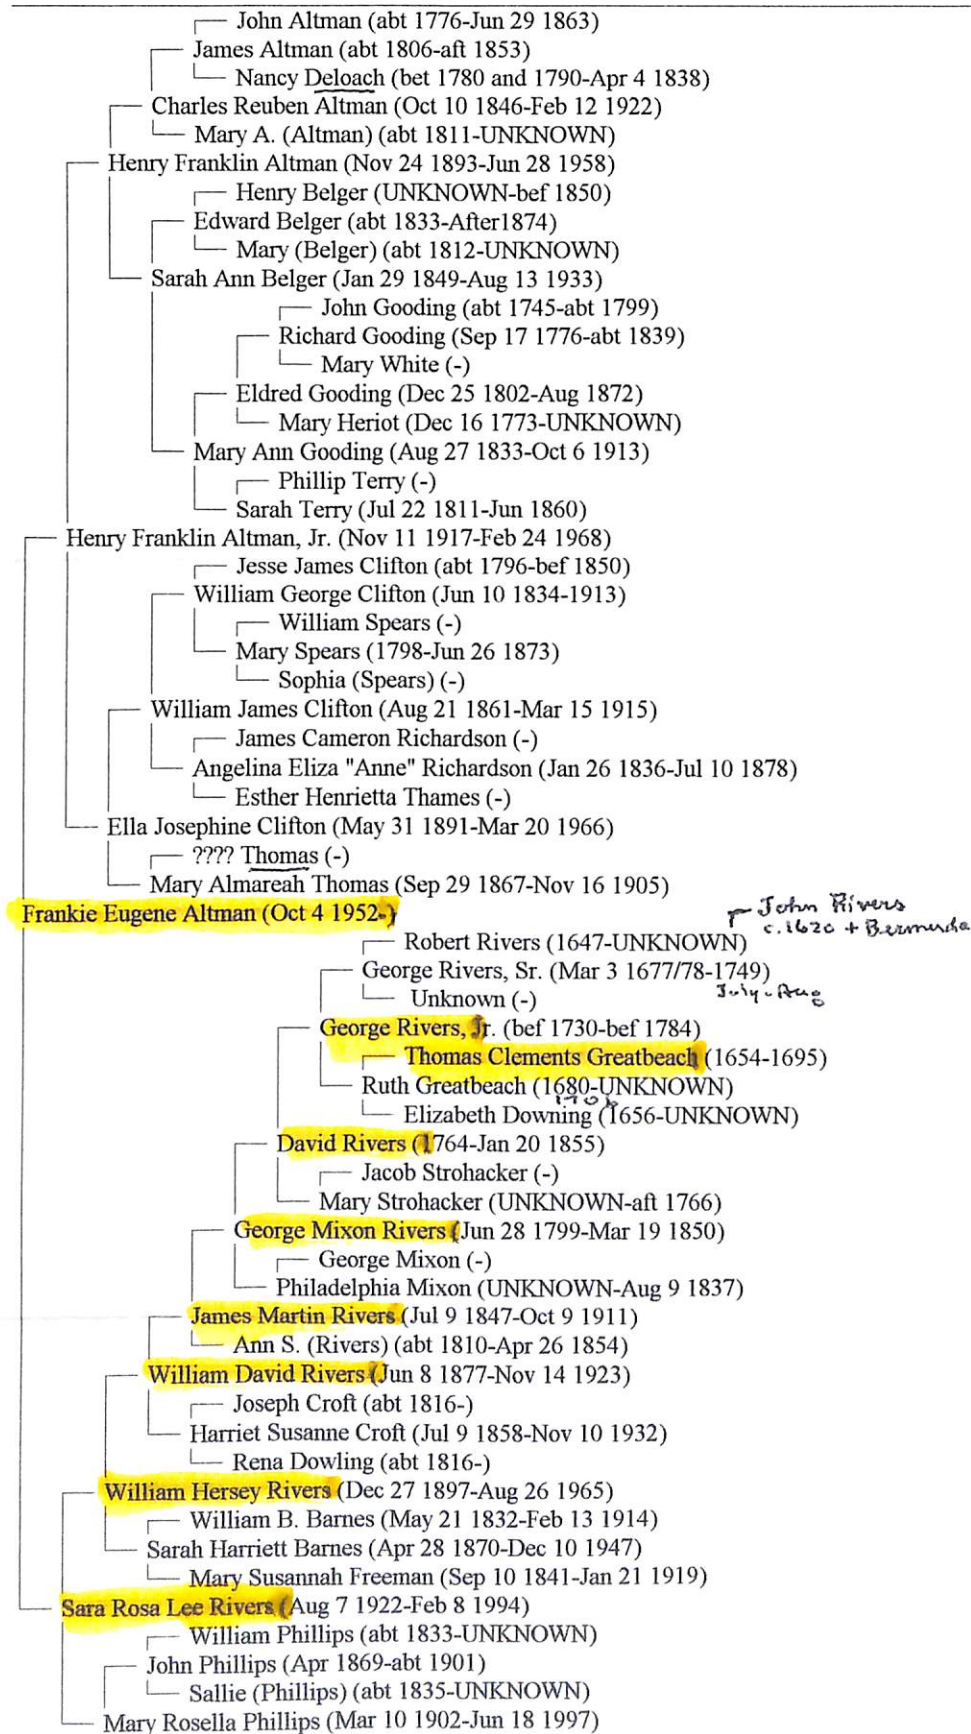 John Altman (abt 1776-Jun 29 1863)
James Altman (abt 1806-aft 1853)
Nancy Deloach (bet 1780 and 1790-Apr 4 1838)
Charles Reuben Altman (Oct 10 1846-Feb 12 1922)
Mary A. (Altman) (abt 1811-UNKNOWN)
Henry Franklin Altman (Nov 24 1893-Jun 28 1958)
Henry Belger (UNKNOWN-bef 1850)
Edward Belger (abt 1833-After1874)
Mary (Belger) (abt 1812-UNKNOWN)
Sarah Ann Belger (Jan 29 1849-Aug 13 1933)
John Gooding (abt 1745-abt 1799)
Richard Gooding (Sep 17 1776-abt 1839)
Mary White (-)
Eldred Gooding (Dec 25 1802-Aug 1872)
Mary Heriot (Dec 16 1773-UNKNOWN)
Mary Ann Gooding (Aug 27 1833-Oct 6 1913)
Phillip Terry (-)
Sarah Terry (Jul 22 1811-Jun 1860)
Henry Franklin Altman, Jr. (Nov 11 1917-Feb 24 1968)
Jesse James Clifton (abt 1796-bef 1850)
William George Clifton (Jun 10 1834-1913)
William Spears (-)
Mary Spears (1798-Jun 26 1873)
Sophia (Spears) (-)
William James Clifton (Aug 21 1861-Mar 15 1915)
James Cameron Richardson (-)
Angelina Eliza "Anne" Richardson (Jan 26 1836-Jul 10 1878)
Esther Henrietta Thames (-)
Ella Josephine Clifton (May 31 1891-Mar 20 1966)
???? Thomas (-)
Mary Almareah Thomas (Sep 29 1867-Nov 16 1905)
Frankie Eugene Altman (Oct 4 1952-)
John Rivers
c. 1620 + Bermuda
Robert Rivers (1647-UNKNOWN)
George Rivers, Sr. (Mar 3 1677/78-1749)
July-Aug
Unknown (-)
George Rivers, Jr. (bef 1730-bef 1784)
Thomas Clements Greatbeach (1654-1695)
Ruth Greatbeach (1680-UNKNOWN)
Elizabeth Downing (1656-UNKNOWN)
David Rivers (1764-Jan 20 1855)
Jacob Strohacker (-)
Mary Strohacker (UNKNOWN-aft 1766)
George Mixon Rivers (Jun 28 1799-Mar 19 1850)
George Mixon (-)
Philadelphia Mixon (UNKNOWN-Aug 9 1837)
James Martin Rivers (Jul 9 1847-Oct 9 1911)
Ann S. (Rivers) (abt 1810-Apr 26 1854)
William David Rivers (Jun 8 1877-Nov 14 1923)
Joseph Croft (abt 1816-)
Harriet Susanne Croft (Jul 9 1858-Nov 10 1932)
Rena Dowling (abt 1816-)
William Hersey Rivers (Dec 27 1897-Aug 26 1965)
William B. Barnes (May 21 1832-Feb 13 1914)
Sarah Harriett Barnes (Apr 28 1870-Dec 10 1947)
Mary Susannah Freeman (Sep 10 1841-Jan 21 1919)
Sara Rosa Lee Rivers (Aug 7 1922-Feb 8 1994)
William Phillips (abt 1833-UNKNOWN)
John Phillips (Apr 1869-abt 1901)
Sallie (Phillips) (abt 1835-UNKNOWN)
Mary Rosella Phillips (Mar 10 1902-Jun 18 1997)